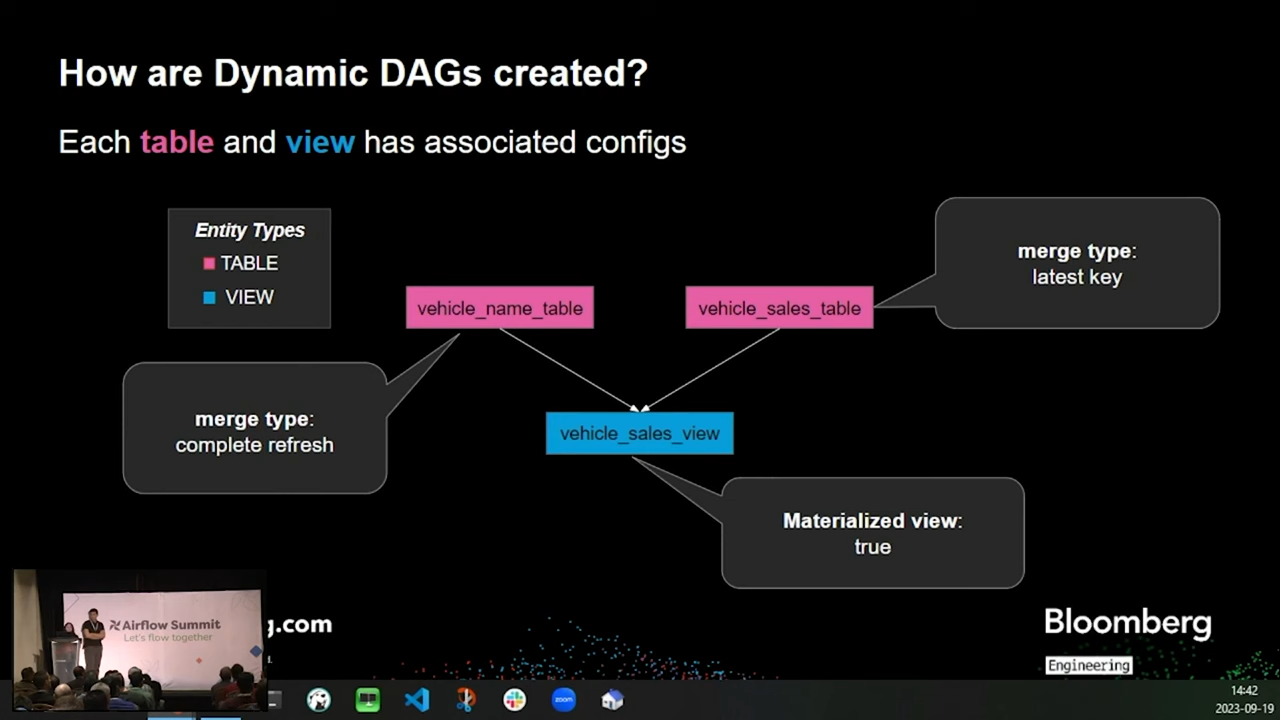 How are Dynamic DAGs created?
Each table and view has associated configs
Entity Types
TABLE
VIEW
vehicle_name_table
vehicle_sales_table
merge type:
latest key
merge type:
complete refresh
vehicle_sales_view
Materialized view:
true
Airflow Summit
Let's flow together
g.com
Bloomberg
Engineering
zoom
14:42
2023-09-19